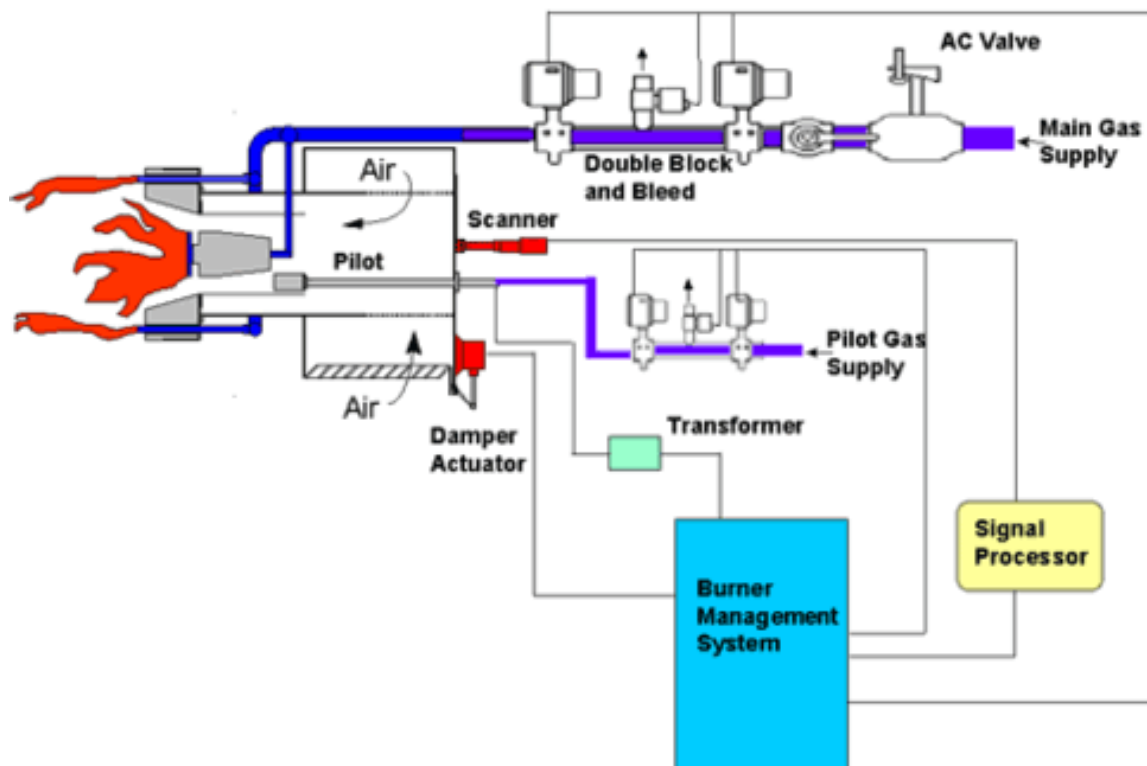 AC Valve
Main Gas
Supply
Double Block
and Bleed
Air
Scanner
Pilot
Pilot Gas
Supply
Air
Damper
Actuator
Transformer
Signal
Processor
Burner
Management
System